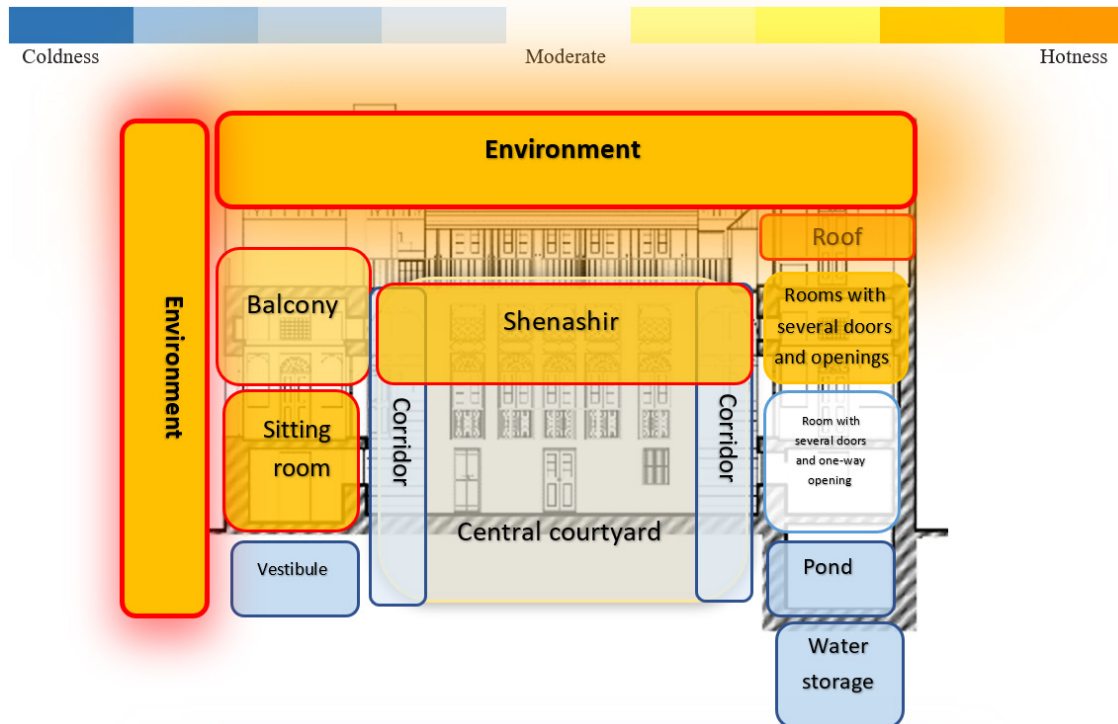 Coldness
Moderate
Hotness
Environment
Environment
Roof
Balcony
Shenashir
Rooms with
several doors
and openings
Sitting
room
Corridor
Corridor
Room with
several doors
and one-way
opening
Central courtyard
Vestibule
Pond
Water
storage